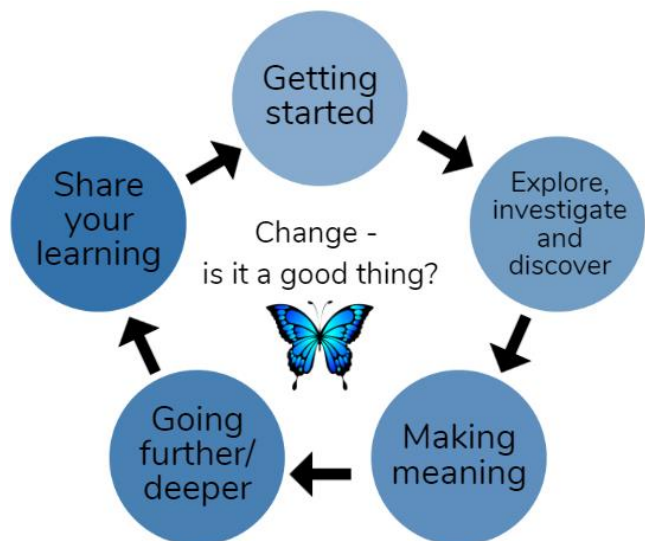 Getting
started
Explore,
investigate
and
discover
Making
meaning
Going
further/
deeper
Share
your
learning
Change -
is it a good thing?